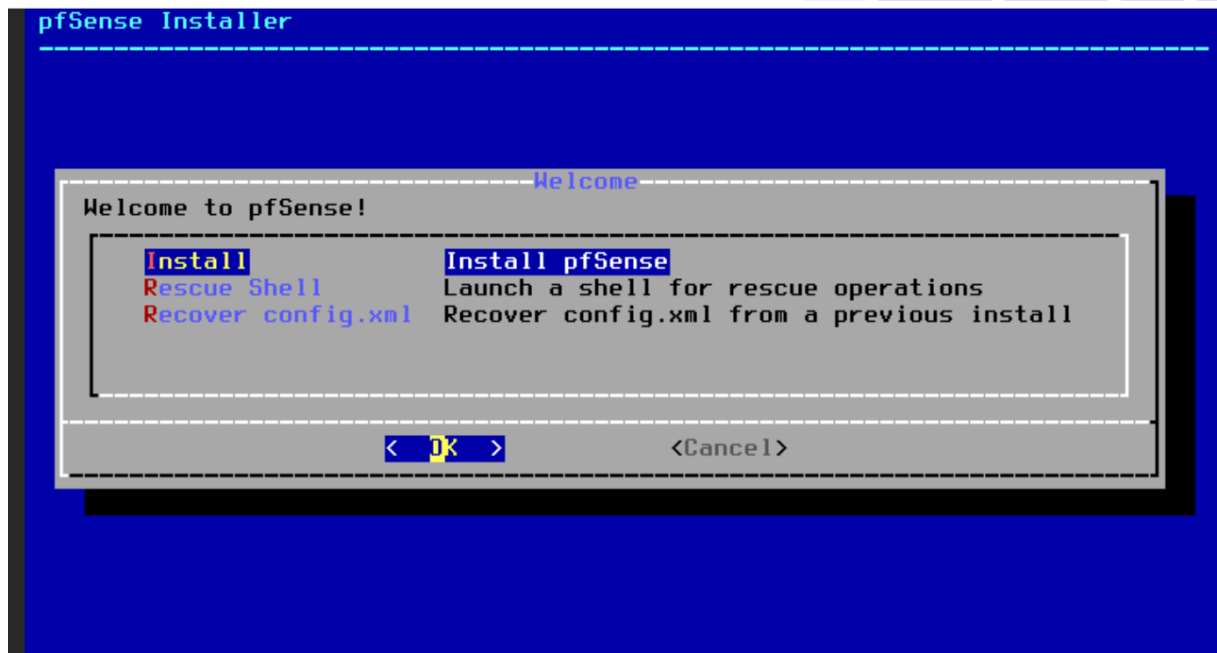 pfSense Installer
Welcome
Welcome to pfSense!
Install Install pfSense
Rescue Shell Launch a shell for rescue operations
Recover config.xml Recover config.xml from a previous install
< OK > <Cancel>